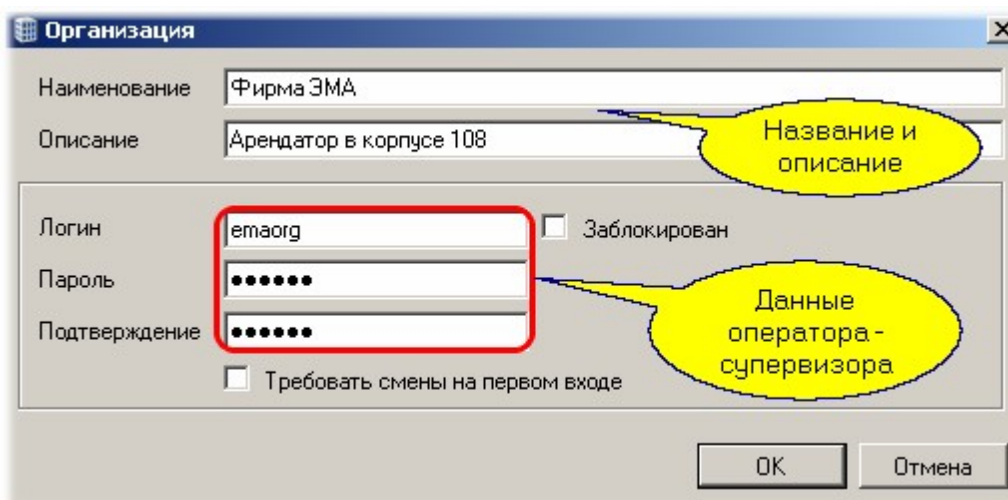 Организация
Наименование
Фирма ЭМА
Описание
Арендатор в корпусе 108
Название и
описание
Логин
emaorg
Заблокирован
Пароль
●●●●●●
Подтверждение
●●●●●●
Данные
оператора -
супервизора
Требовать смены на первом входе
OK
Отмена